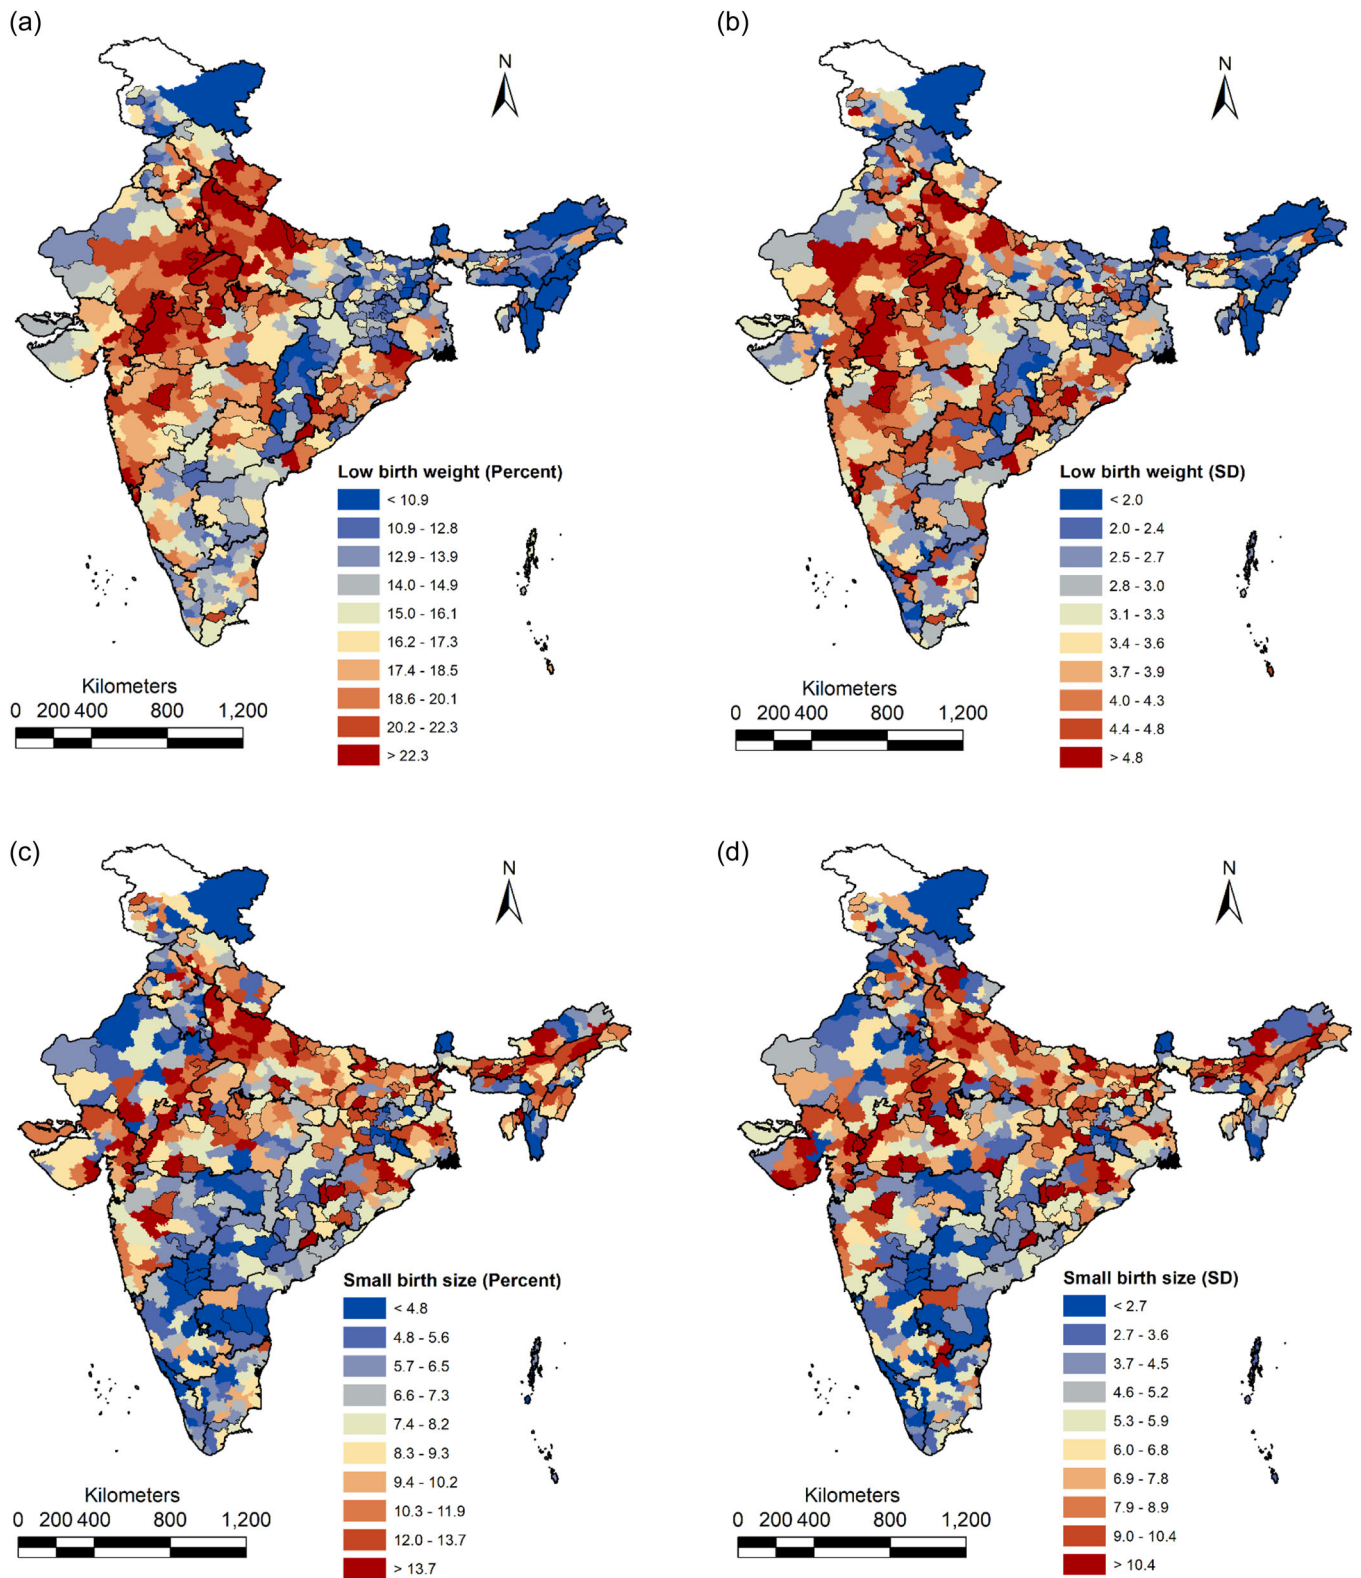 (a)
N
Low birth weight (Percent)
< 10.9
10.9 - 12.8
12.9 - 13.9
14.0 - 14.9
15.0 - 16.1
16.2 - 17.3
17.4 - 18.5
18.6 - 20.1
20.2 - 22.3
> 22.3
Kilometers
0 200 400 800 1,200
(b)
N
Low birth weight (SD)
< 2.0
2.0 - 2.4
2.5 - 2.7
2.8 - 3.0
3.1 - 3.3
3.4 - 3.6
3.7 - 3.9
4.0 - 4.3
4.4 - 4.8
> 4.8
Kilometers
0 200 400 800 1,200
(c)
N
Small birth size (Percent)
< 4.8
4.8 - 5.6
5.7 - 6.5
6.6 - 7.3
7.4 - 8.2
8.3 - 9.3
9.4 - 10.2
10.3 - 11.9
12.0 - 13.7
> 13.7
Kilometers
0 200 400 800 1,200
(d)
N
Small birth size (SD)
< 2.7
2.7 - 3.6
3.7 - 4.5
4.6 - 5.2
5.3 - 5.9
6.0 - 6.8
6.9 - 7.8
7.9 - 8.9
9.0 - 10.4
> 10.4
Kilometers
0 200 400 800 1,200